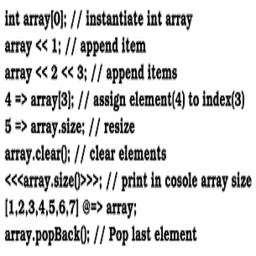 int array[0]; // instantiate int array
array << 1; // append item
array << 2 << 3; // append items
4 => array[3]; // assign element(4) to index(3)
5 => array.size; // resize
array.clear(); // clear elements
<<<array.size()>>>; // print in cosole array size
[1,2,3,4,5,6,7] @=> array;
array.popBack(); // Pop last element